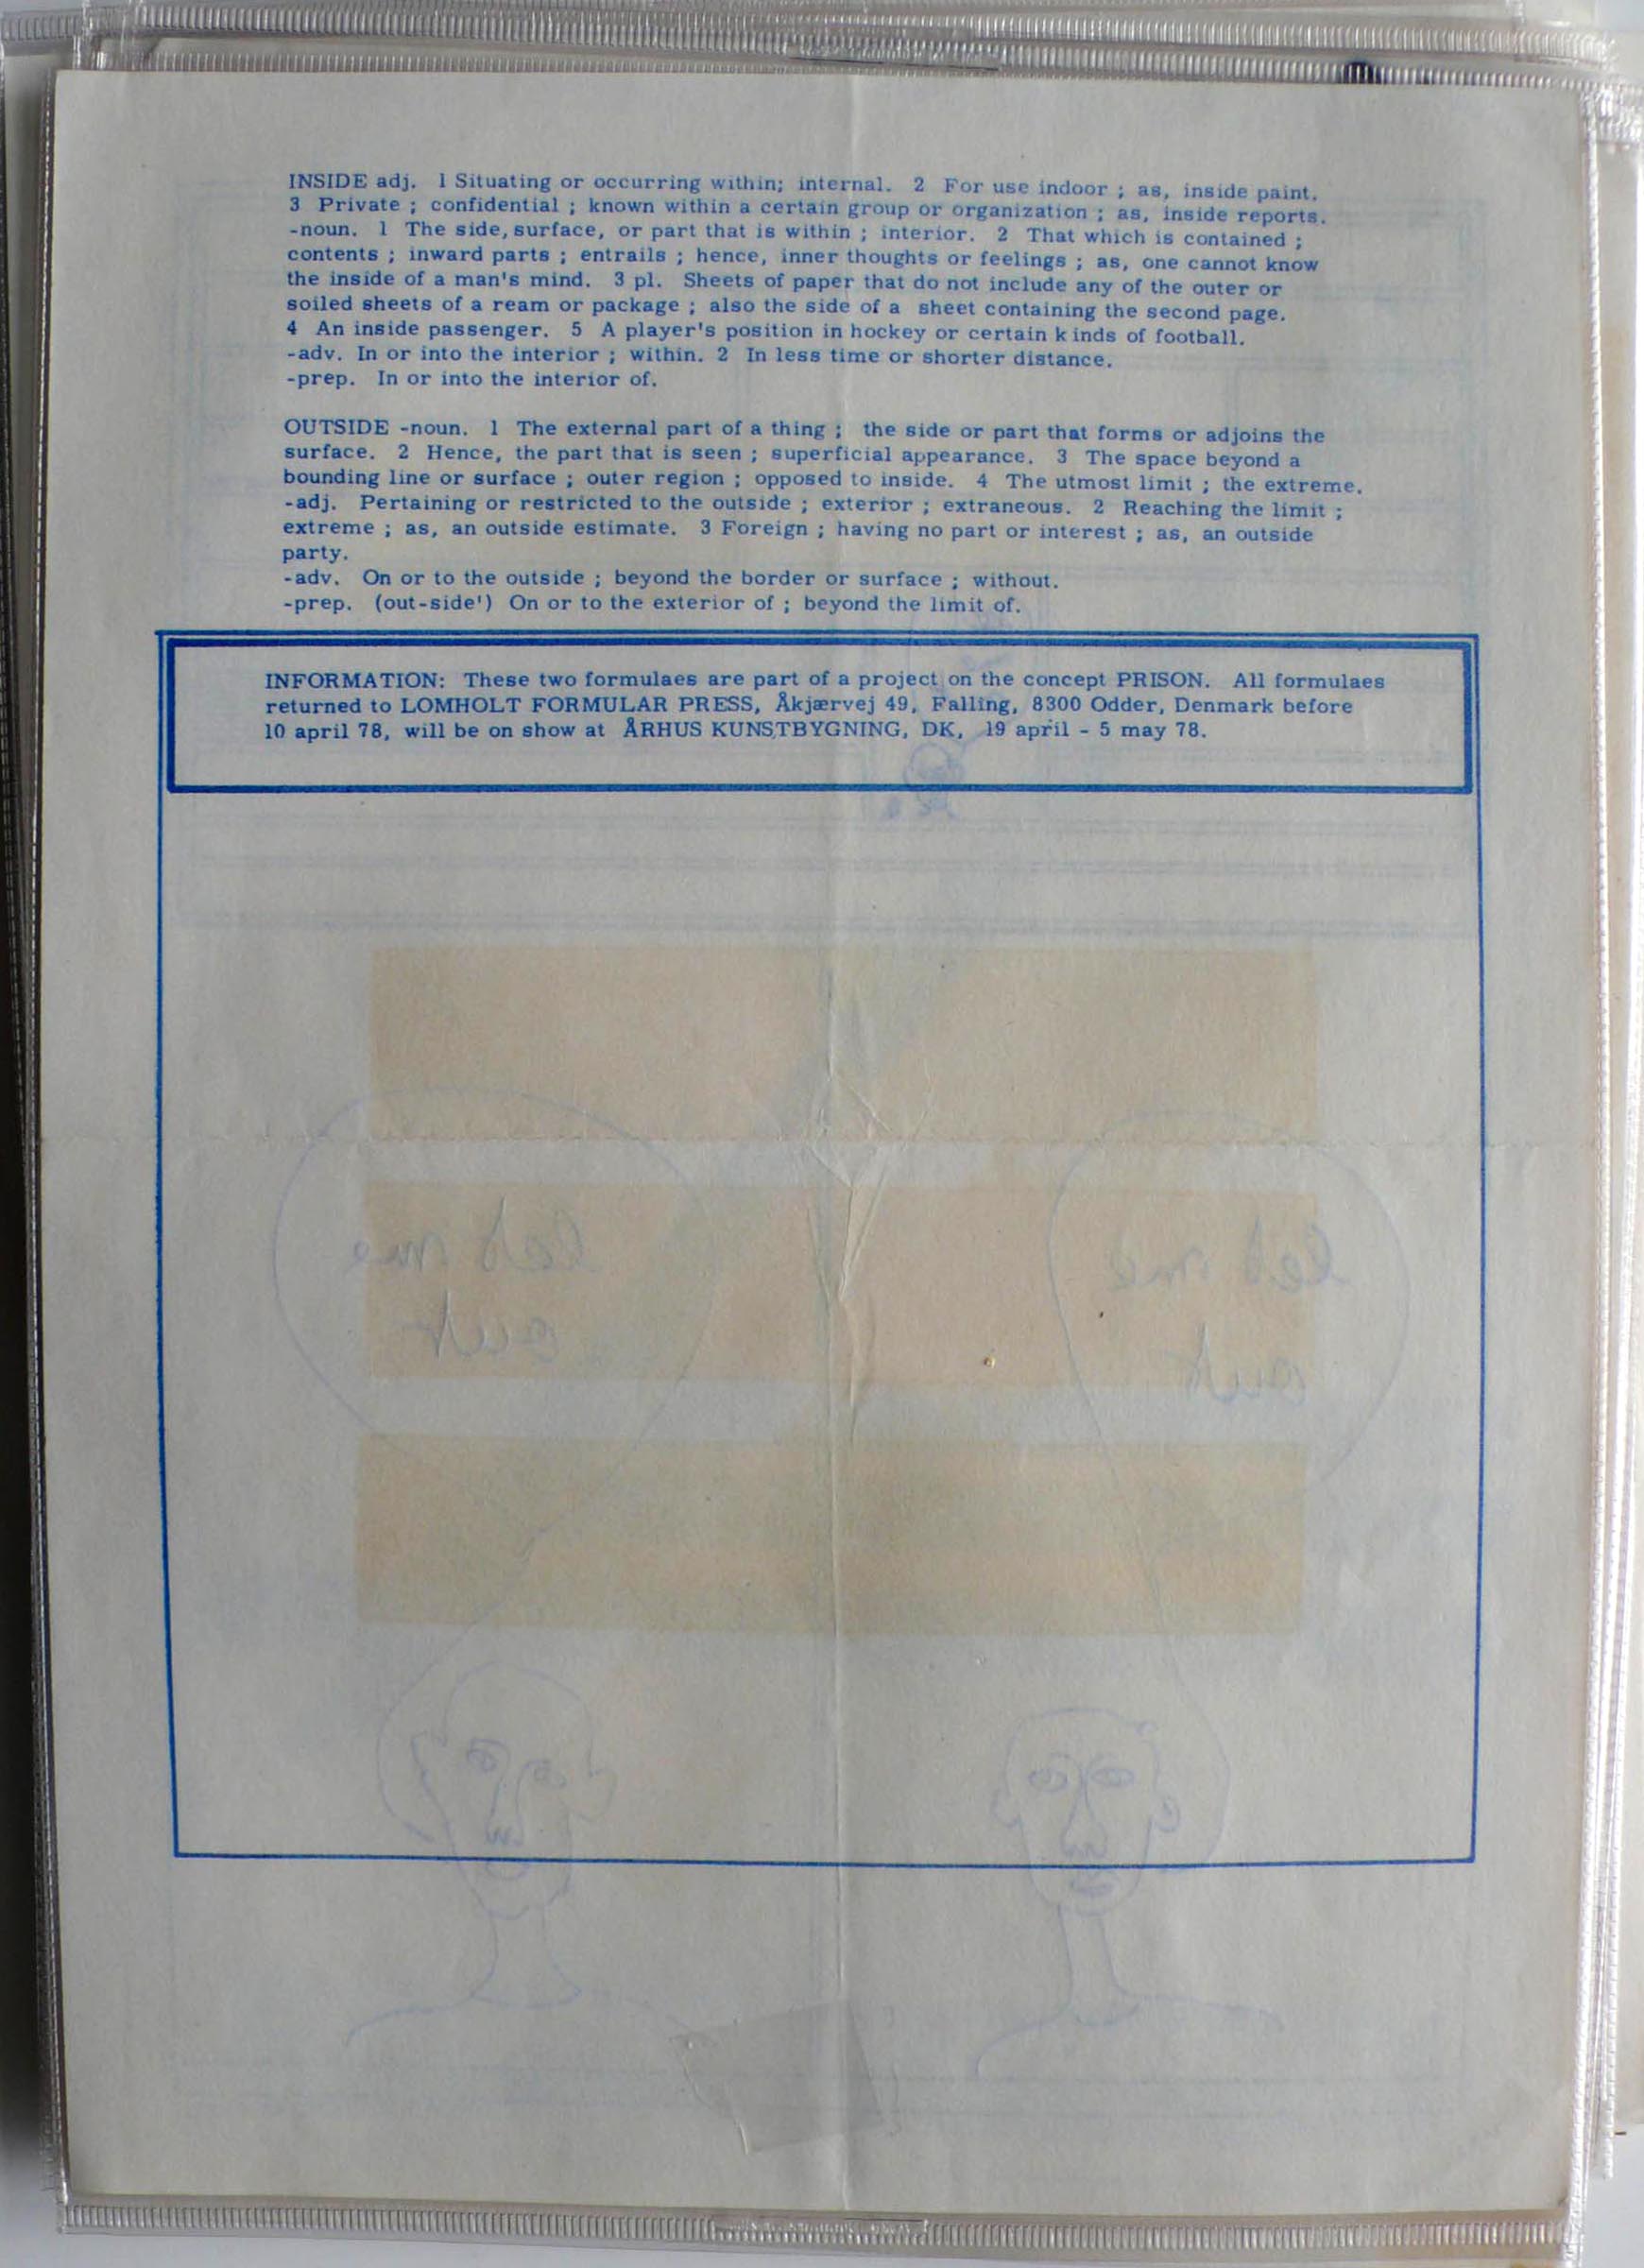 INSIDE adj. 1 Situating or occurring within; internal. 2 For use indoor ; as, inside paint.
3 Private ; confidential ; known within a certain group or organization ; as, inside reports.
-noun. 1 The side, surface, or part that is within ; interior. 2 That which is contained ;
contents ; inward parts ; entrails ; hence, inner thoughts or feelings ; as, one cannot know
the inside of a man's mind. 3 pl. Sheets of paper that do not include any of the outer or
soiled sheets of a ream or package ; also the side of a sheet containing the second page.
4 An inside passenger. 5 A player's position in hockey or certain kinds of football.
-adv. In or into the interior ; within. 2 In less time or shorter distance.
-prep. In or into the interior of.
OUTSIDE -noun. 1 The external part of a thing ; the side or part that forms or adjoins the
surface. 2 Hence, the part that is seen ; superficial appearance. 3 The space beyond a
bounding line or surface ; outer region ; opposed to inside. 4 The utmost limit ; the extreme.
-adj. Pertaining or restricted to the outside ; exterior ; extraneous. 2 Reaching the limit ;
extreme ; as, an outside estimate. 3 Foreign ; having no part or interest ; as, an outside
party.
-adv. On or to the outside ; beyond the border or surface ; without.
-prep. (out-side') On or to the exterior of ; beyond the limit of.
INFORMATION: These two formulaes are part of a project on the concept PRISON. All formulaes
returned to LOMHOLT FORMULAR PRESS, Åkjærvej 49, Falling, 8300 Odder, Denmark before
10 april 78, will be on show at ÅRHUS KUNSTBYGNING, DK, 19 april - 5 may 78.
let me
out
let me
out